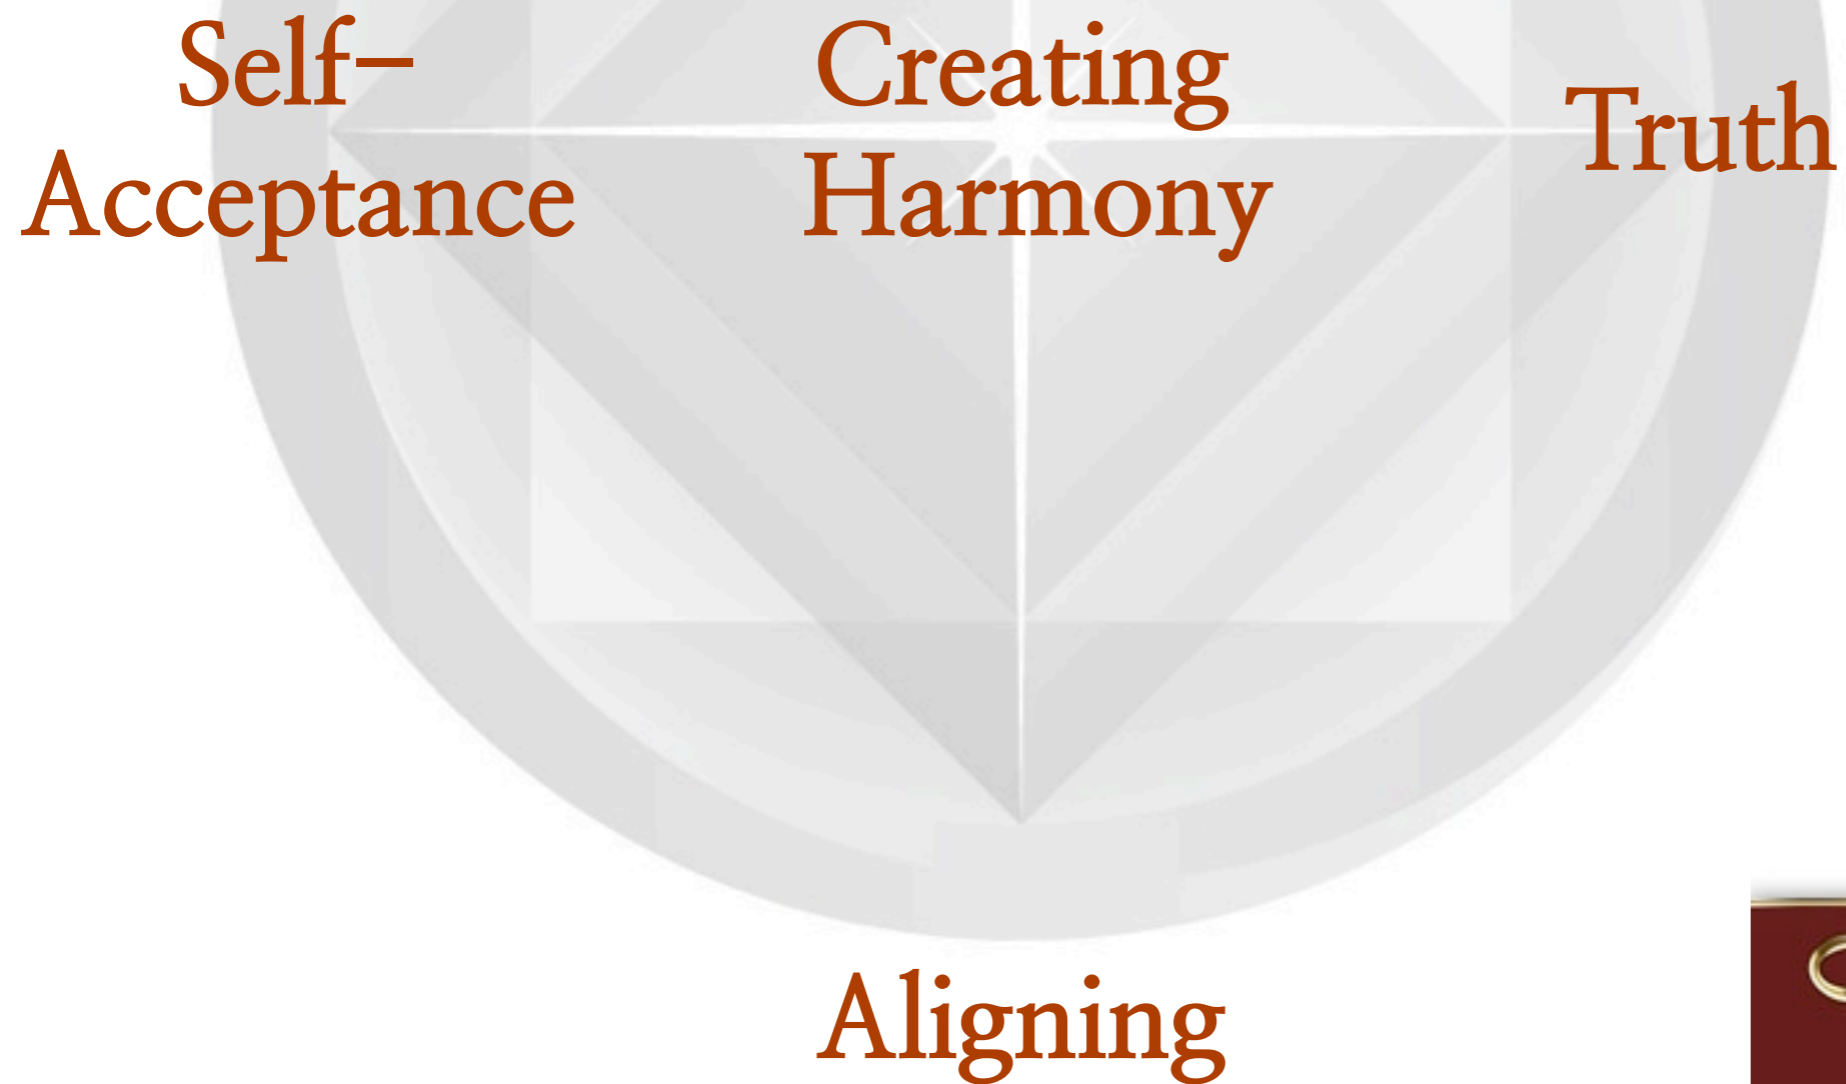 Self-
Acceptance
Creating
Harmony
Truth
Aligning